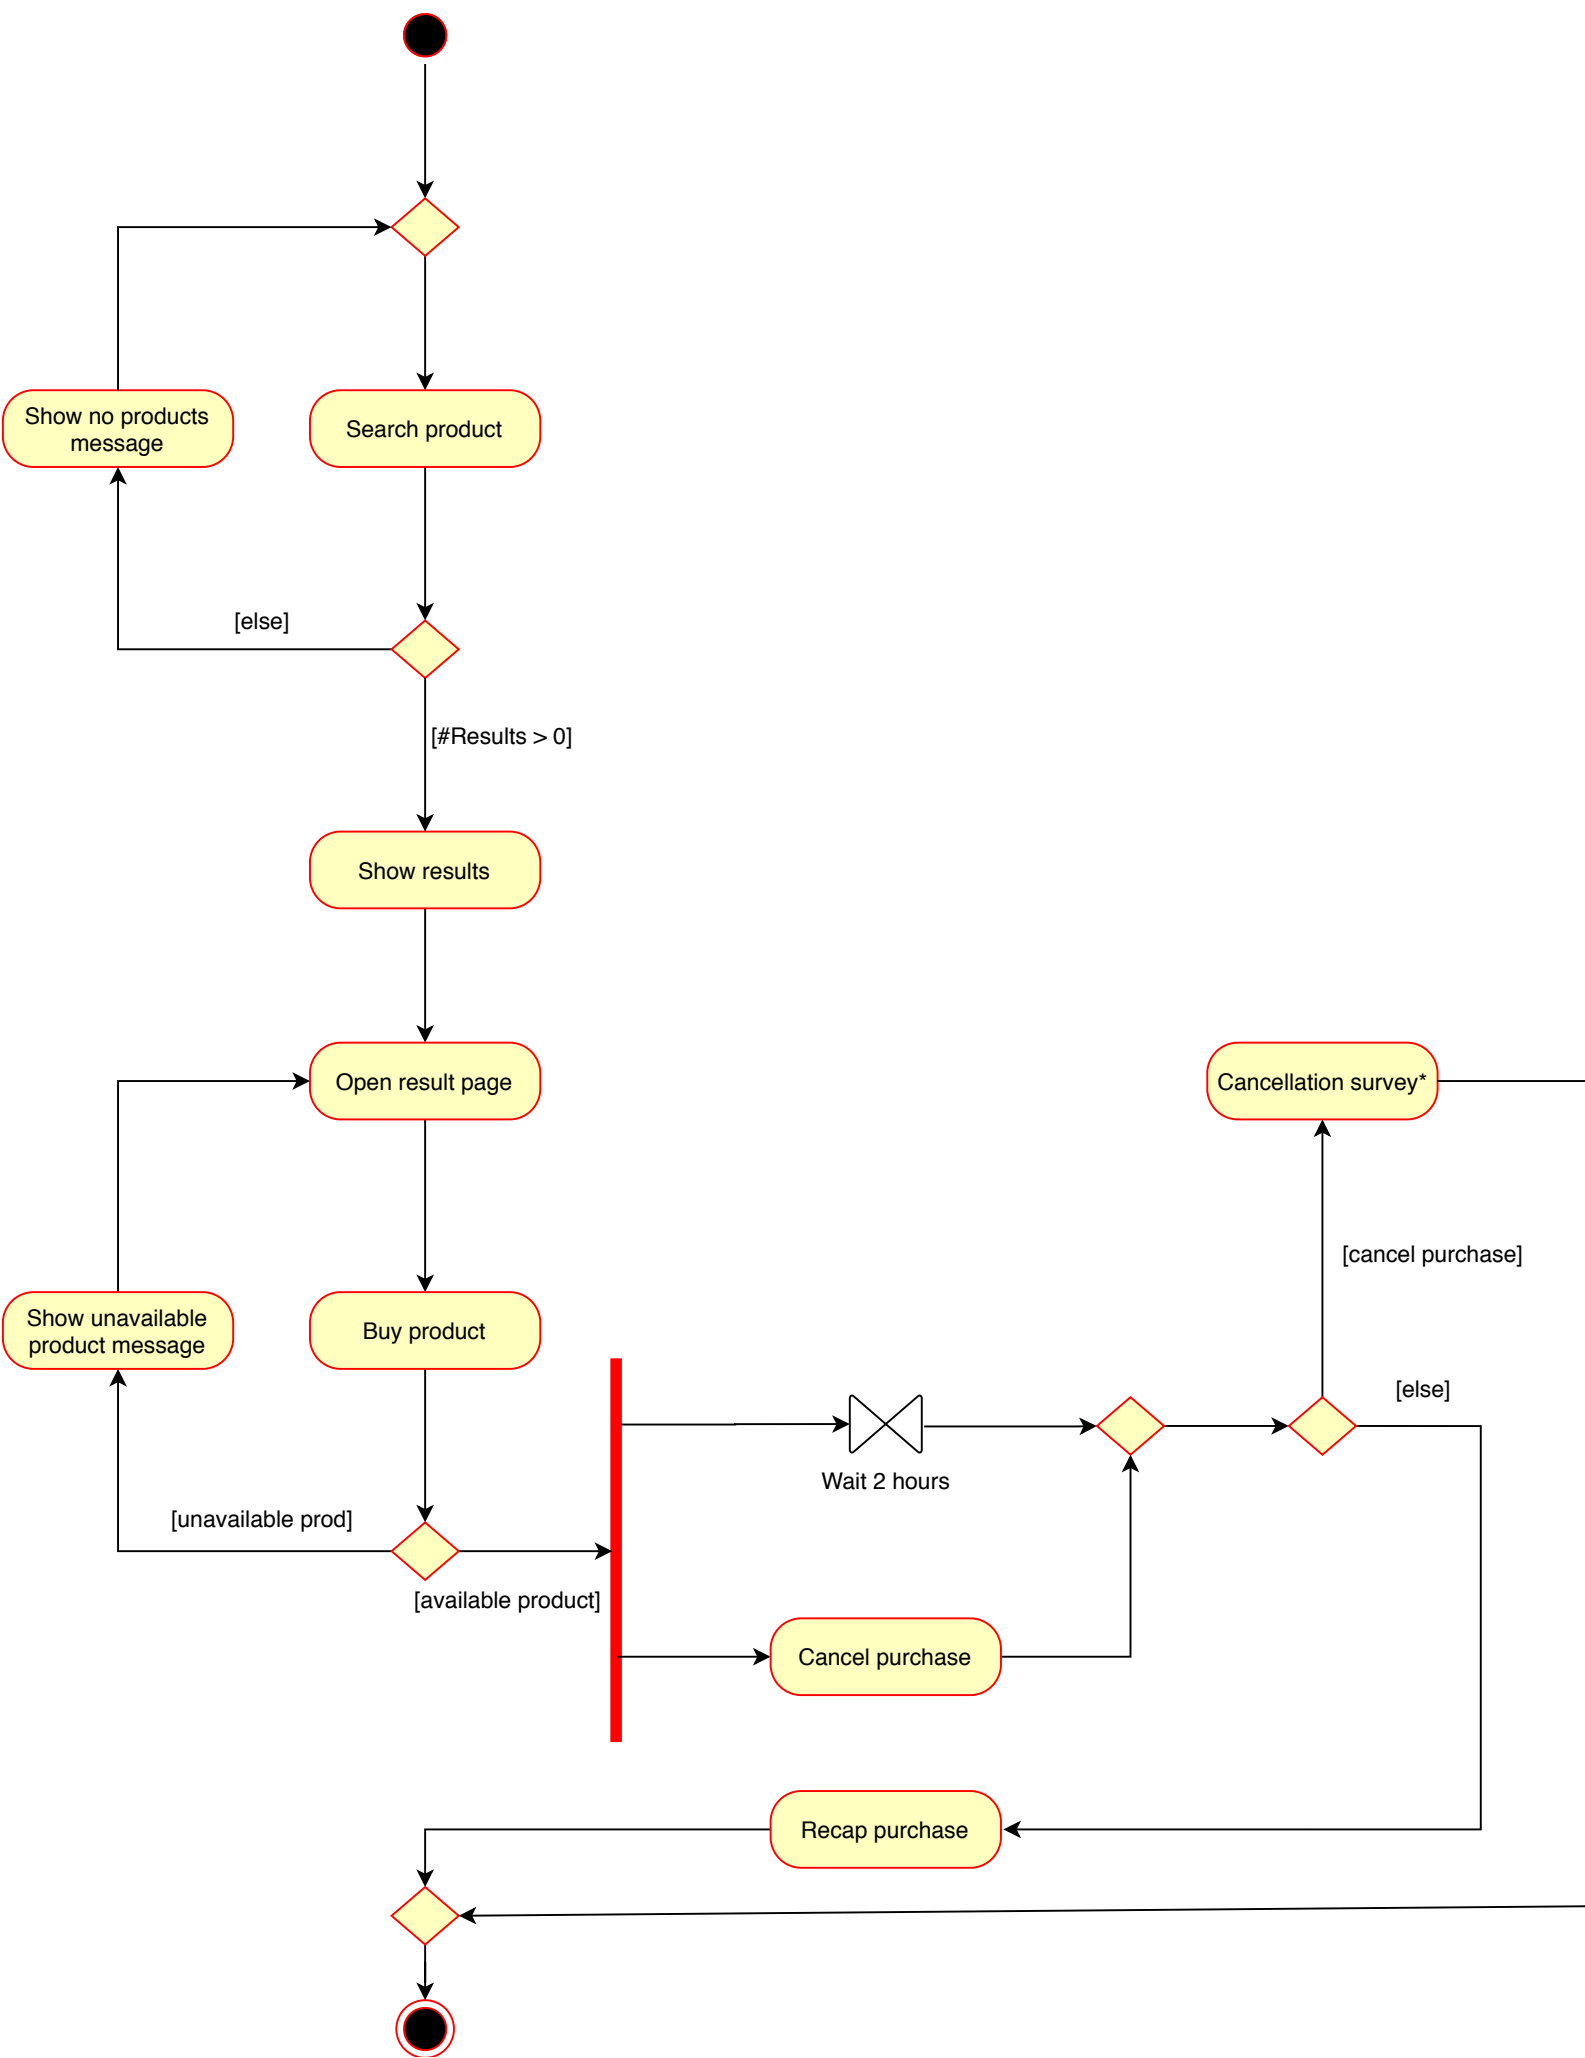 Show no products
message
Search product
[else]
[#Results > 0]
Show results
Open result page
Cancellation survey*
[cancel purchase]
Show unavailable
product message
Buy product
[else]
Wait 2 hours
[unavailable prod]
[available product]
Cancel purchase
Recap purchase